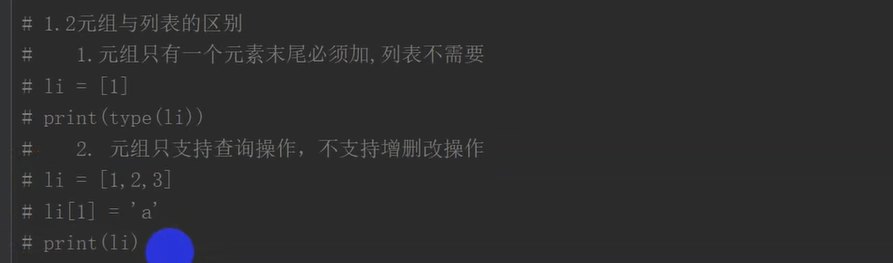 # 1.2元组与列表的区别
#    1.元组只有一个元素末尾必须加,列表不需要
# li = [1]
# print(type(li))
#    2. 元组只支持查询操作，不支持增删改操作
# li = [1,2,3]
# li[1] = 'a'
# print(li)